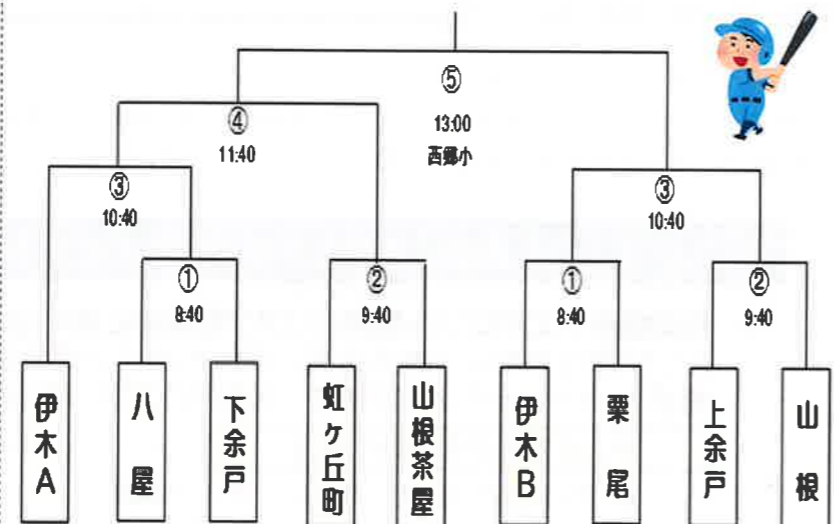 ⑤
13:00
西郷小
④
11:40
③
10:40
③
10:40
①
8:40
②
9:40
①
8:40
②
9:40
伊木A
八屋
下余戸
虹ヶ丘町
山根茶屋
伊木B
栗尾
上余戸
山根